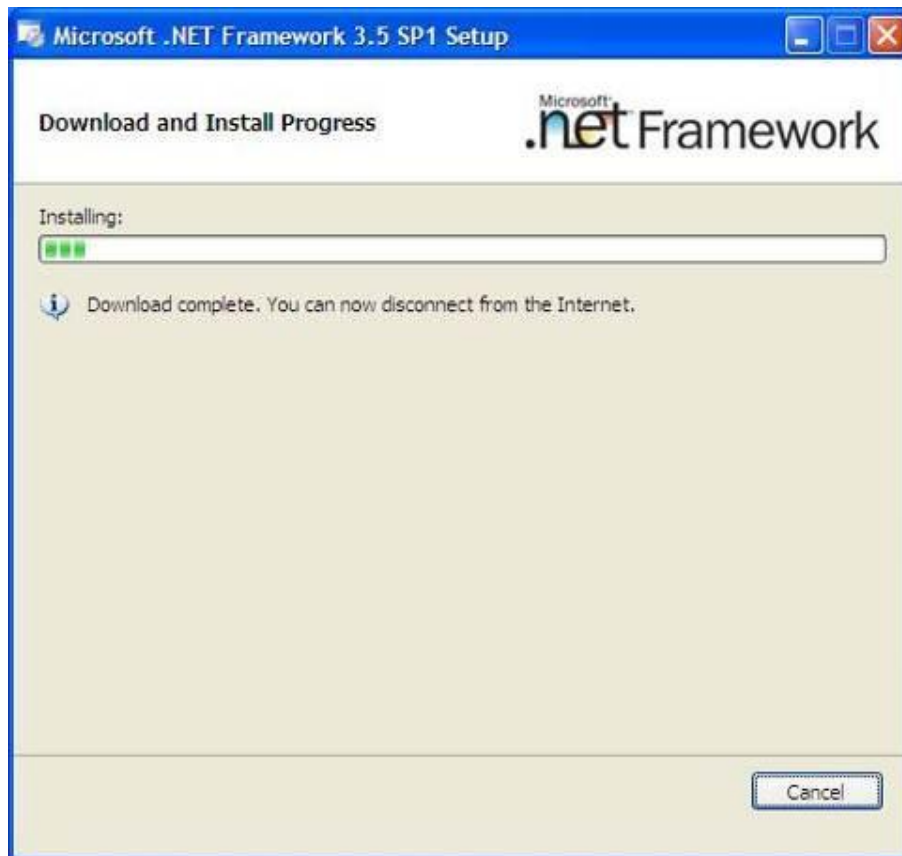 Microsoft .NET Framework 3.5 SP1 Setup
Download and Install Progress
Microsoft
.net Framework
Installing:
Download complete. You can now disconnect from the Internet.
Cancel